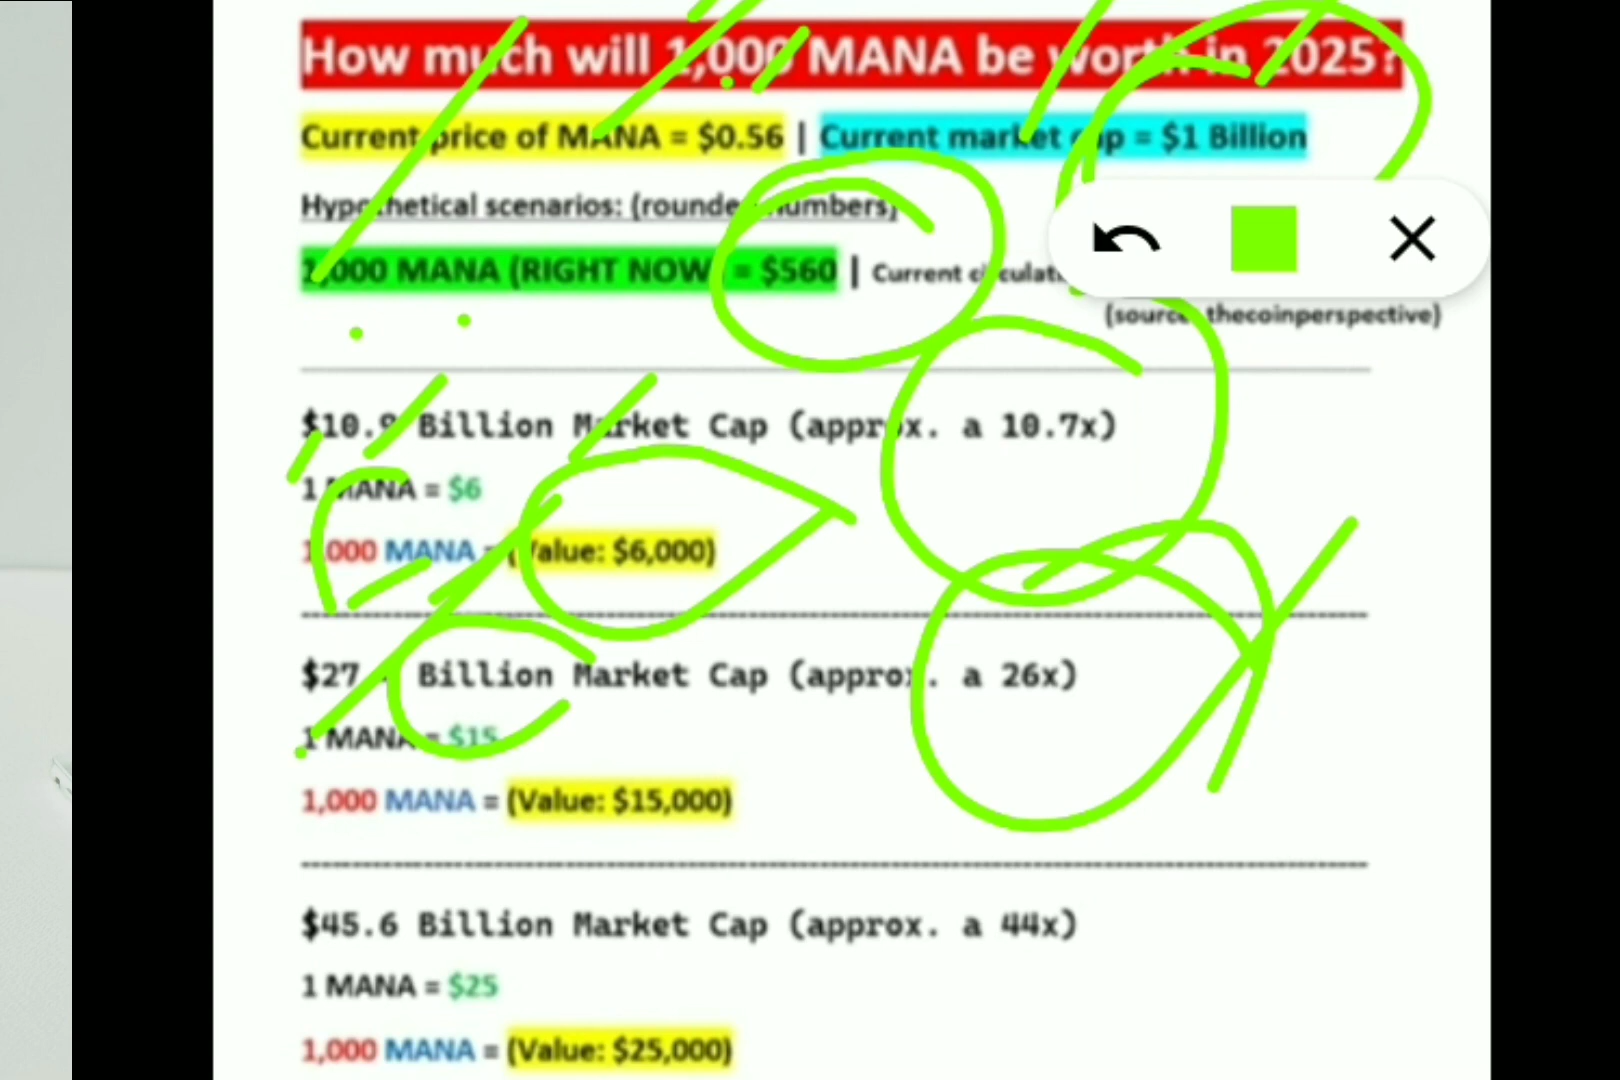 How much will 1,000 MANA be worth in 2025?
Current price of MANA = $0.56 | Current market cap = $1 Billion
Hypothetical scenarios: (rounded numbers)
1,000 MANA (RIGHT NOW) = $560 | Current
(source: thecoinperspective)
$10.9 Billion Market Cap (approx. a 10.7x)
1 MANA = $6
1,000 MANA = (Value: $6,000)
Billion Market Cap (approx. a 26x)
1 MANA = $15
1,000 MANA = (Value: $15,000)
$45.6 Billion Market Cap (approx. a 44x)
1 MANA = $25
1,000 MANA = (Value: $25,000)